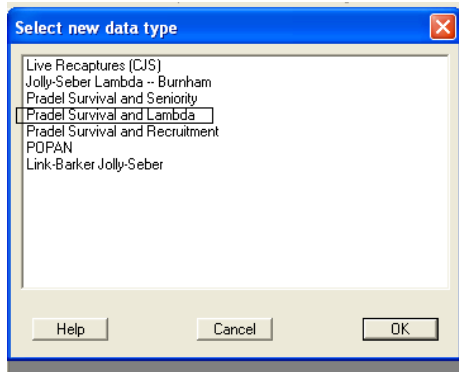 Select new data type
Live Recaptures (CJS)
Jolly-Seber Lambda -- Burnham
Pradel Survival and Seniority
Pradel Survival and Lambda
Pradel Survival and Recruitment
POPAN
Link-Barker Jolly-Seber
Help Cancel OK